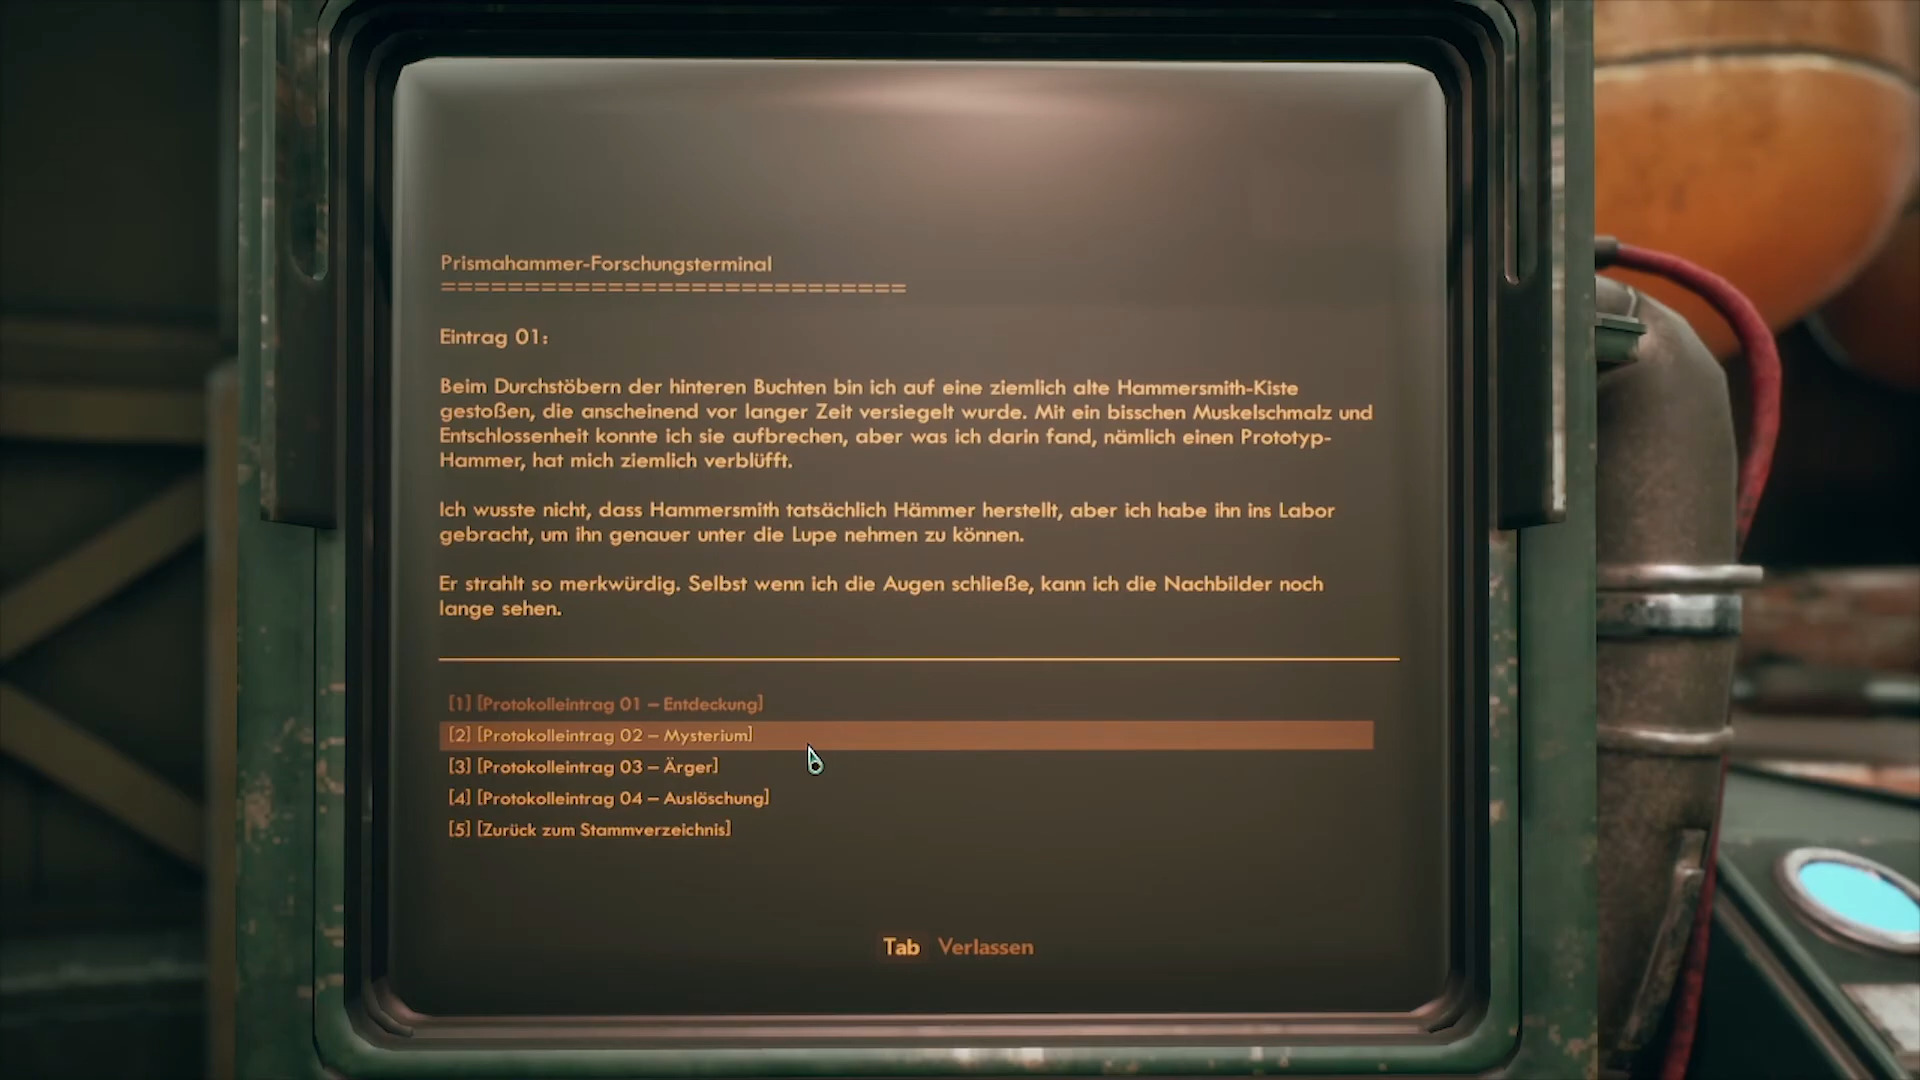 Prismahammer-Forschungsterminal
============================
Eintrag 01:
Beim Durchstöbern der hinteren Buchten bin ich auf eine ziemlich alte Hammersmith-Kiste
gestoßen, die anscheinend vor langer Zeit versiegelt wurde. Mit ein bisschen Muskelschmalz und
Entschlossenheit konnte ich sie aufbrechen, aber was ich darin fand, nämlich einen Prototyp-
Hammer, hat mich ziemlich verblüfft.
Ich wusste nicht, dass Hammersmith tatsächlich Hämmer herstellt, aber ich habe ihn ins Labor
gebracht, um ihn genauer unter die Lupe nehmen zu können.
Er strahlt so merkwürdig. Selbst wenn ich die Augen schließe, kann ich die Nachbilder noch
lange sehen.
[1] [Protokolleintrag 01 – Entdeckung]
[2] [Protokolleintrag 02 – Mysterium]
[3] [Protokolleintrag 03 – Ärger]
[4] [Protokolleintrag 04 – Auslöschung]
[5] [Zurück zum Stammverzeichnis]
Tab Verlassen